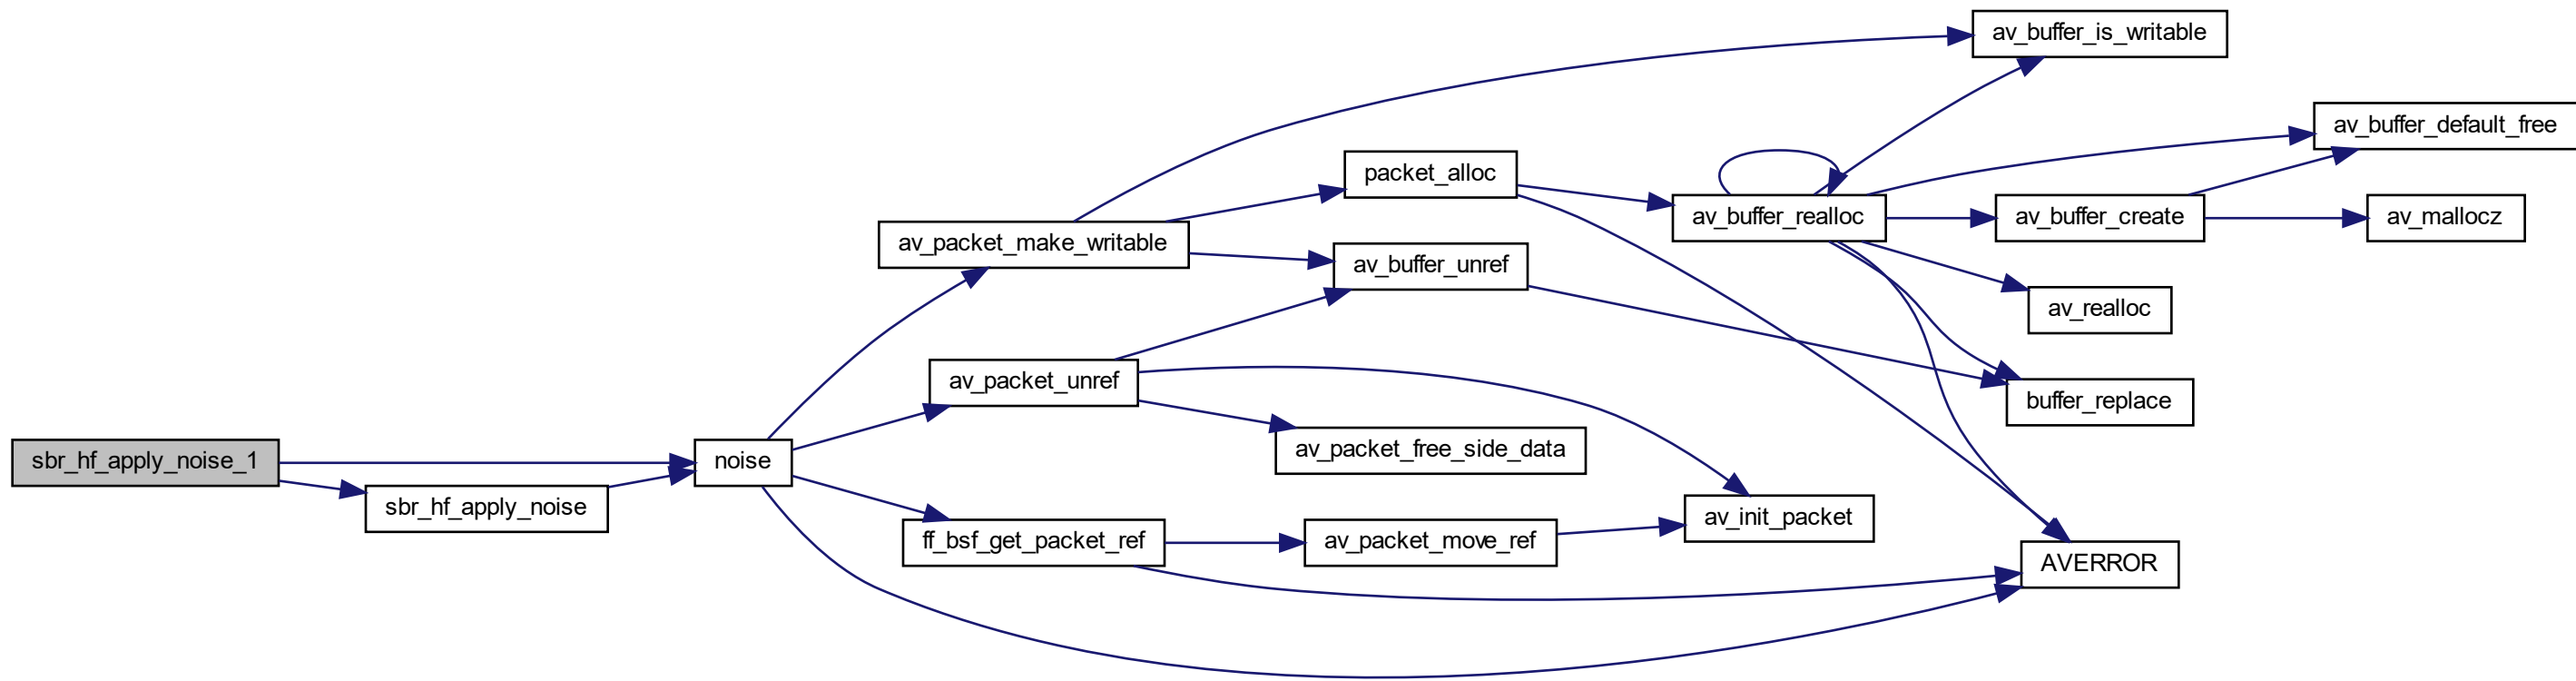 av_buffer_is_writable
av_buffer_default_free
packet_alloc
av_buffer_realloc
av_buffer_create
av_mallocz
av_packet_make_writable
av_buffer_unref
av_realloc
av_packet_unref
buffer_replace
av_packet_free_side_data
sbr_hf_apply_noise_1
noise
sbr_hf_apply_noise
av_init_packet
ff_bsf_get_packet_ref
av_packet_move_ref
AVERROR